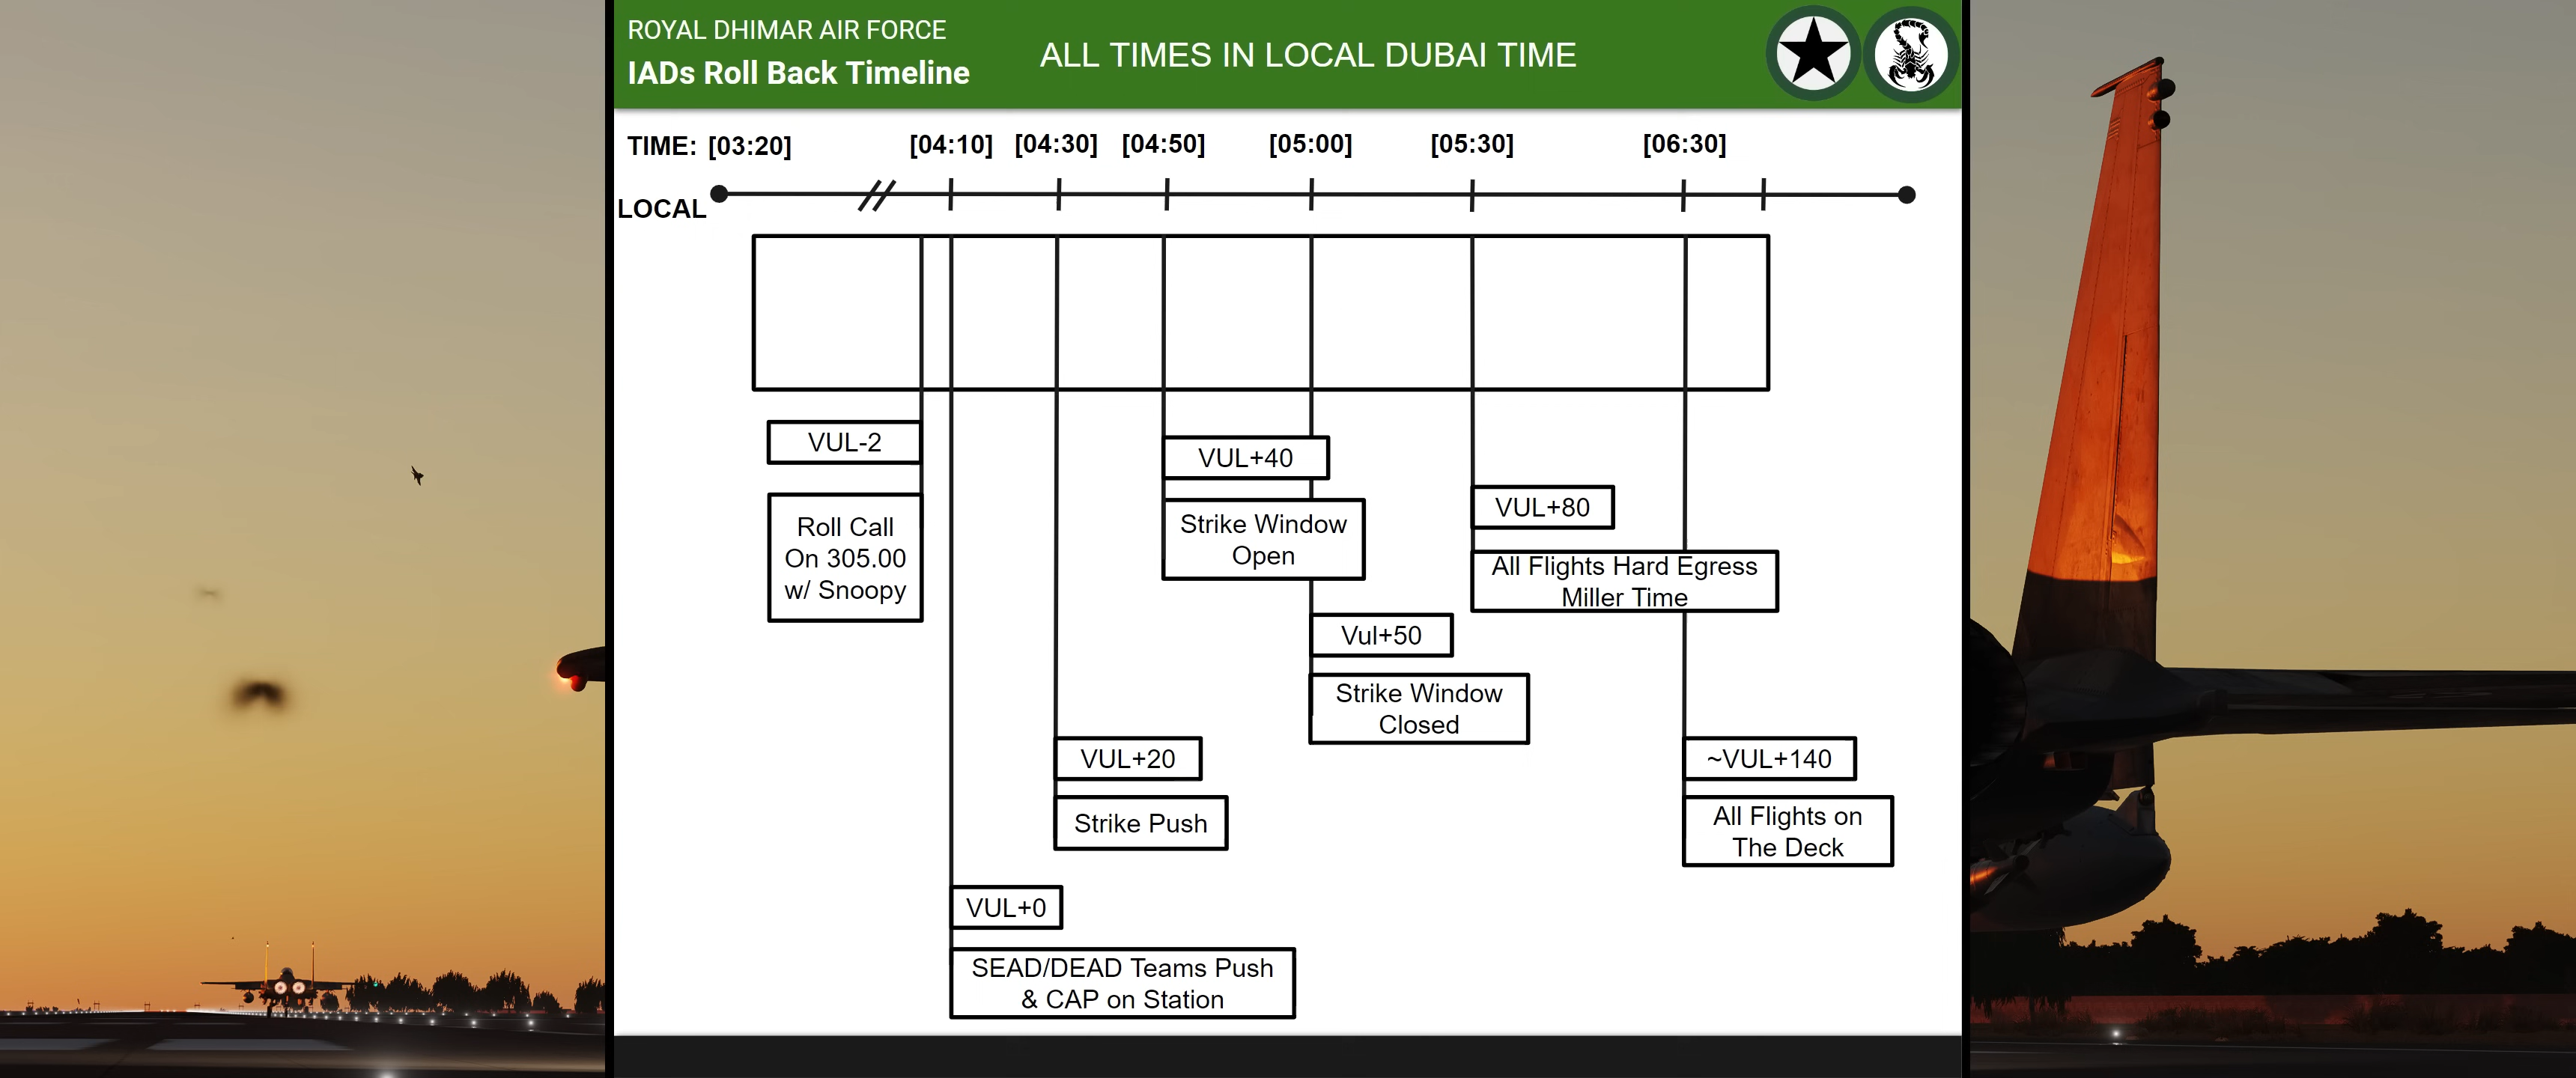 ROYAL DHIMAR AIR FORCE
IADs Roll Back Timeline
ALL TIMES IN LOCAL DUBAI TIME
TIME: [03:20] [04:10] [04:30] [04:50] [05:00] [05:30] [06:30]
LOCAL
VUL-2
Roll Call
On 305.00
w/ Snoopy
VUL+40
Strike Window
Open
VUL+80
All Flights Hard Egress
Miller Time
Vul+50
Strike Window
Closed
VUL+20
Strike Push
~VUL+140
All Flights on
The Deck
VUL+0
SEAD/DEAD Teams Push
& CAP on Station